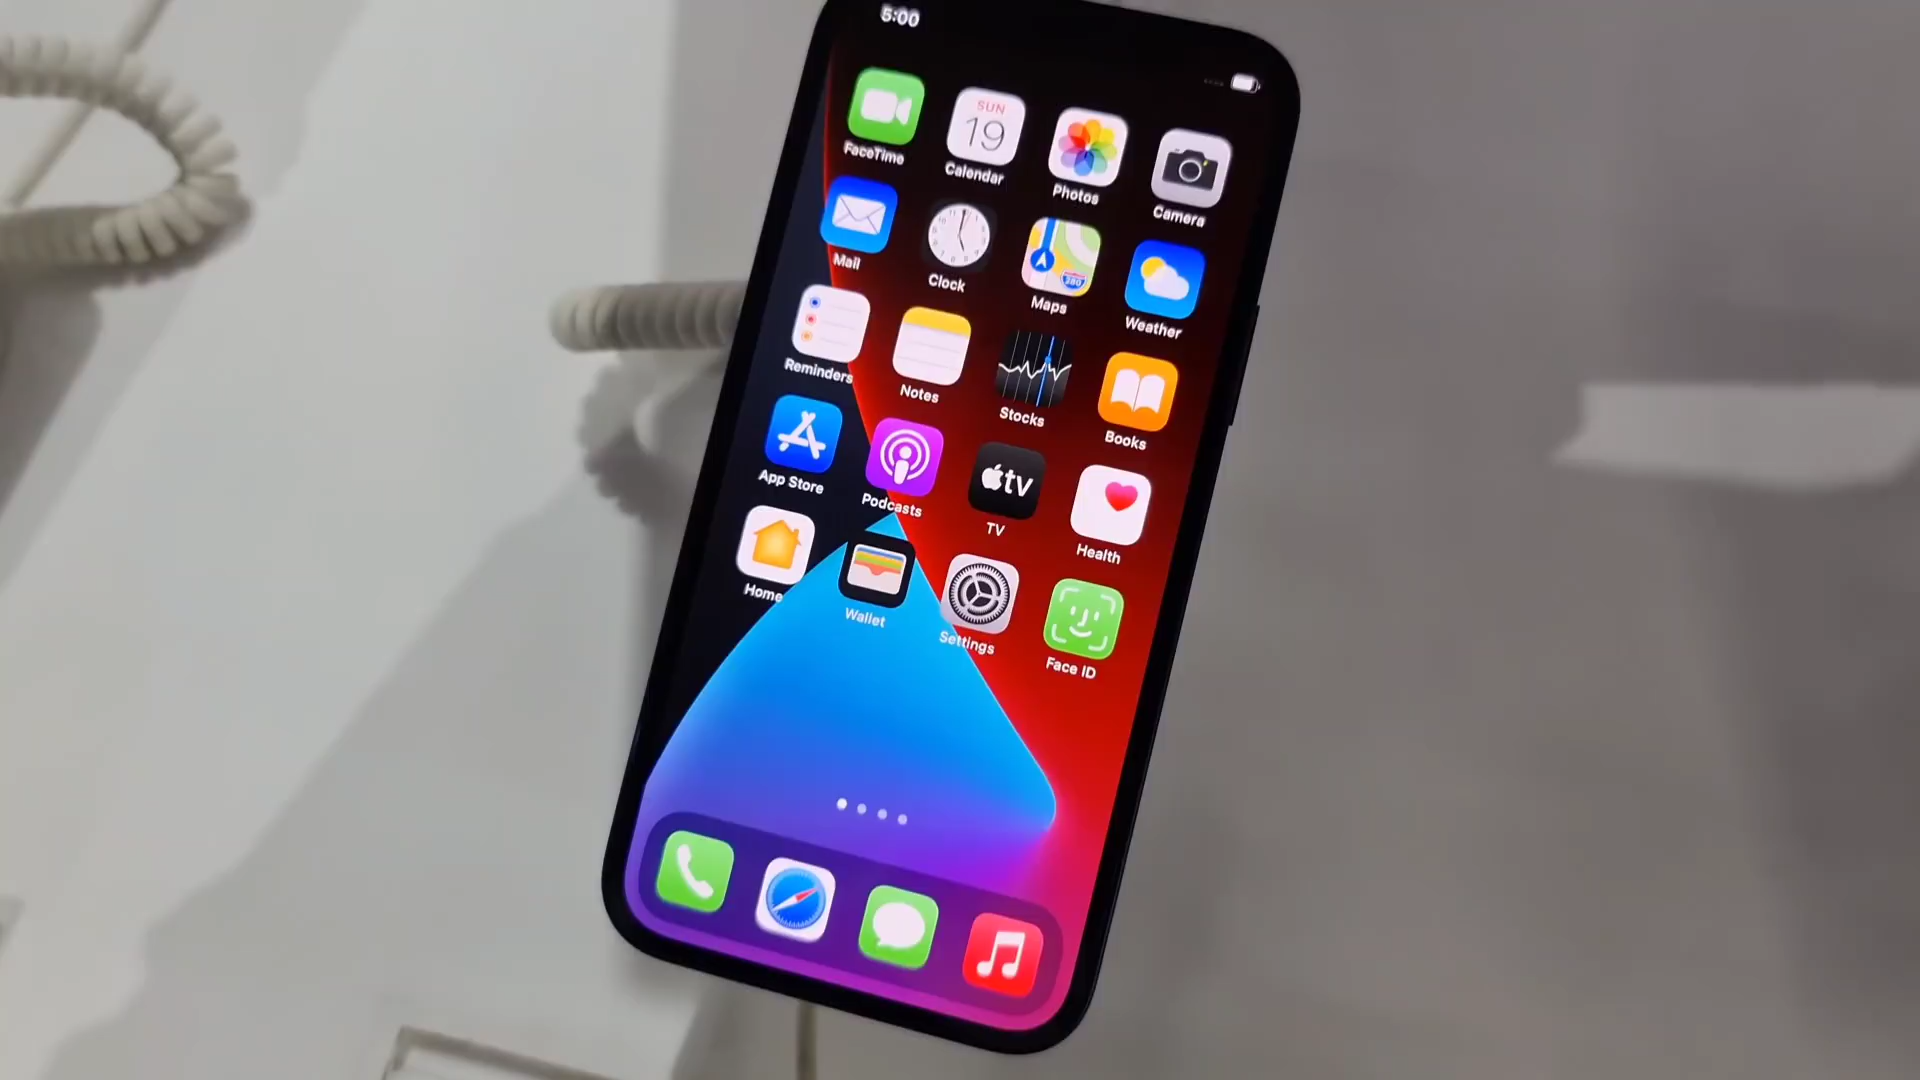 5:00
SUN
19
FaceTime
Calendar
Photos
Camera
Mail
Clock
280
Maps
Weather
Reminders
Notes
Stocks
Books
tv
App Store
Podcasts
TV
Health
Home
Wallet
Settings
Face ID